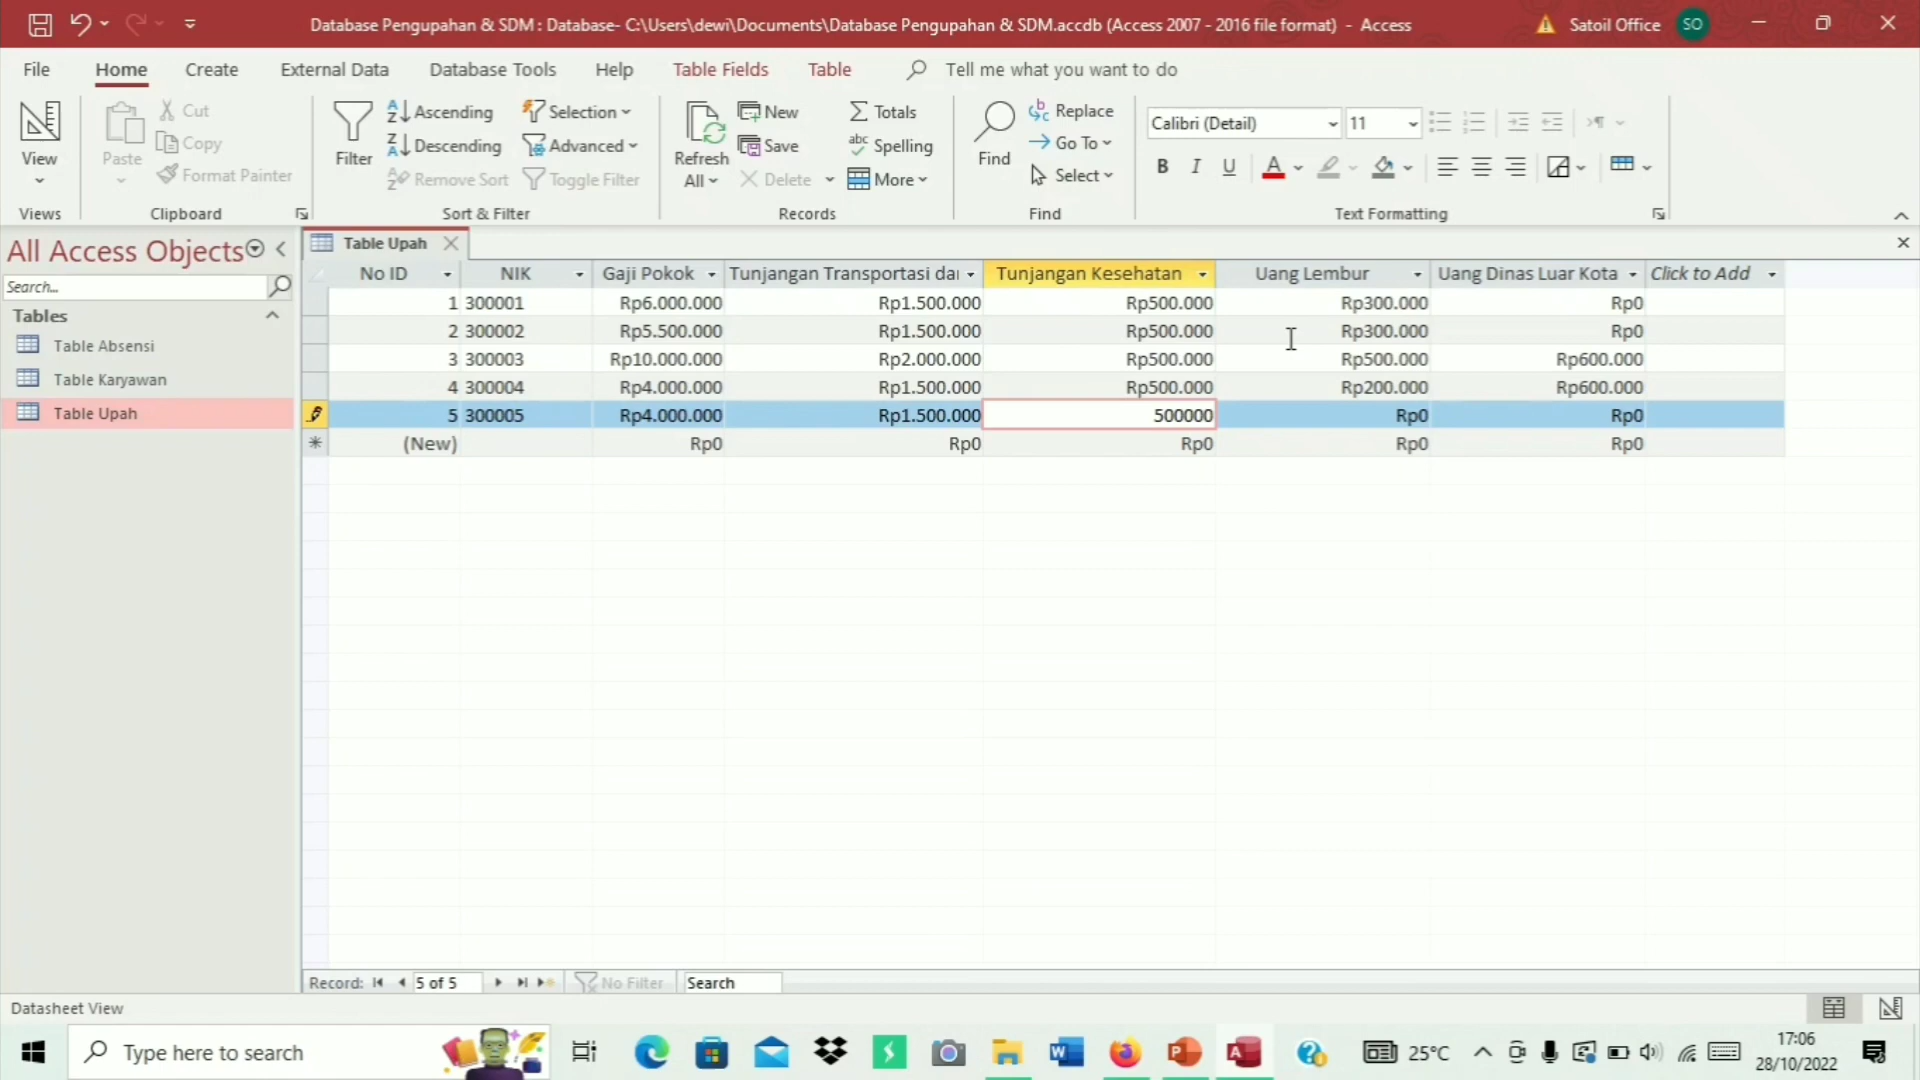 Database Pengupahan & SDM : Database- C:\Users\dewi\Documents\Database Pengupahan & SDM.accdb (Access 2007 - 2016 file format) - Access
Satoil Office SO
File Home Create External Data Database Tools Help Table Fields Table Tell me what you want to do
View
Views
Paste
Cut
Copy
Format Painter
Clipboard
Filter
Ascending
Descending
Remove Sort
Selection
Advanced
Toggle Filter
Sort & Filter
Refresh
All
New
Save
Delete
Totals
Spelling
More
Records
Find
Replace
Go To
Select
Find
Calibri (Detail) 11
B I U A
Text Formatting
All Access Objects
Search...
Tables
Table Absensi
Table Karyawan
Table Upah
Table Upah
No ID NIK Gaji Pokok Tunjangan Transportasi dai Tunjangan Kesehatan Uang Lembur Uang Dinas Luar Kota Click to Add
1 300001 Rp6.000.000 Rp1.500.000 Rp500.000 Rp300.000 Rp0
2 300002 Rp5.500.000 Rp1.500.000 Rp500.000 Rp300.000 Rp0
3 300003 Rp10.000.000 Rp2.000.000 Rp500.000 Rp500.000 Rp600.000
4 300004 Rp4.000.000 Rp1.500.000 Rp500.000 Rp200.000 Rp600.000
5 300005 Rp4.000.000 Rp1.500.000 500000 Rp0 Rp0
(New) Rp0 Rp0 Rp0 Rp0 Rp0
Record: 5 of 5 No Filter Search
Datasheet View
Type here to search
25°C
17:06
28/10/2022